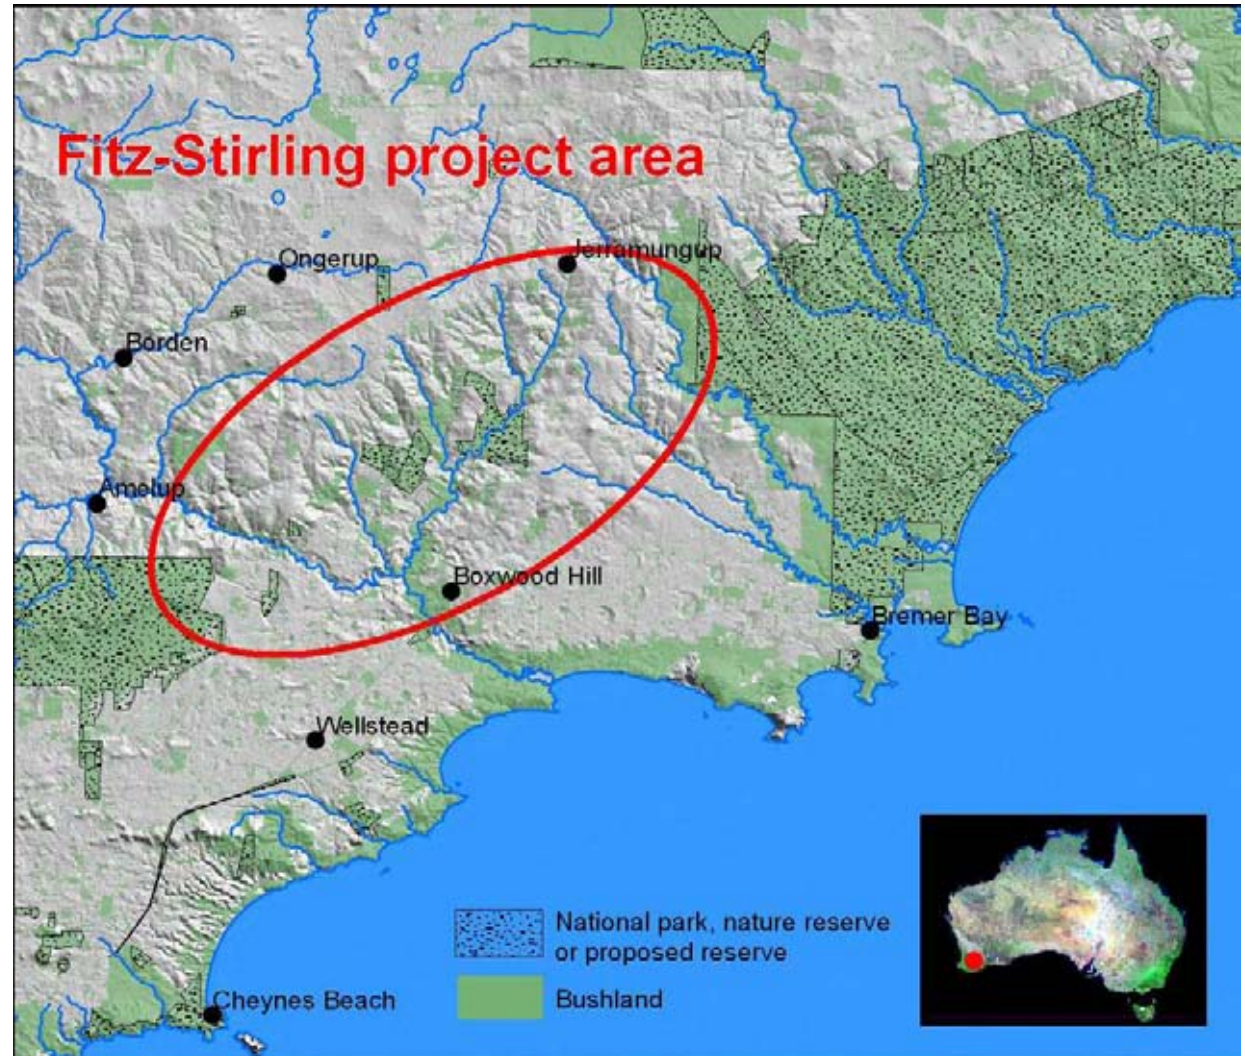 Fitz-Stirling project area
Jerramungup
Ongerup
Borden
Amelup
Boxwood Hill
Bremer Bay
Wellstead
National park, nature reserve
or proposed reserve
Bushland
Cheynes Beach